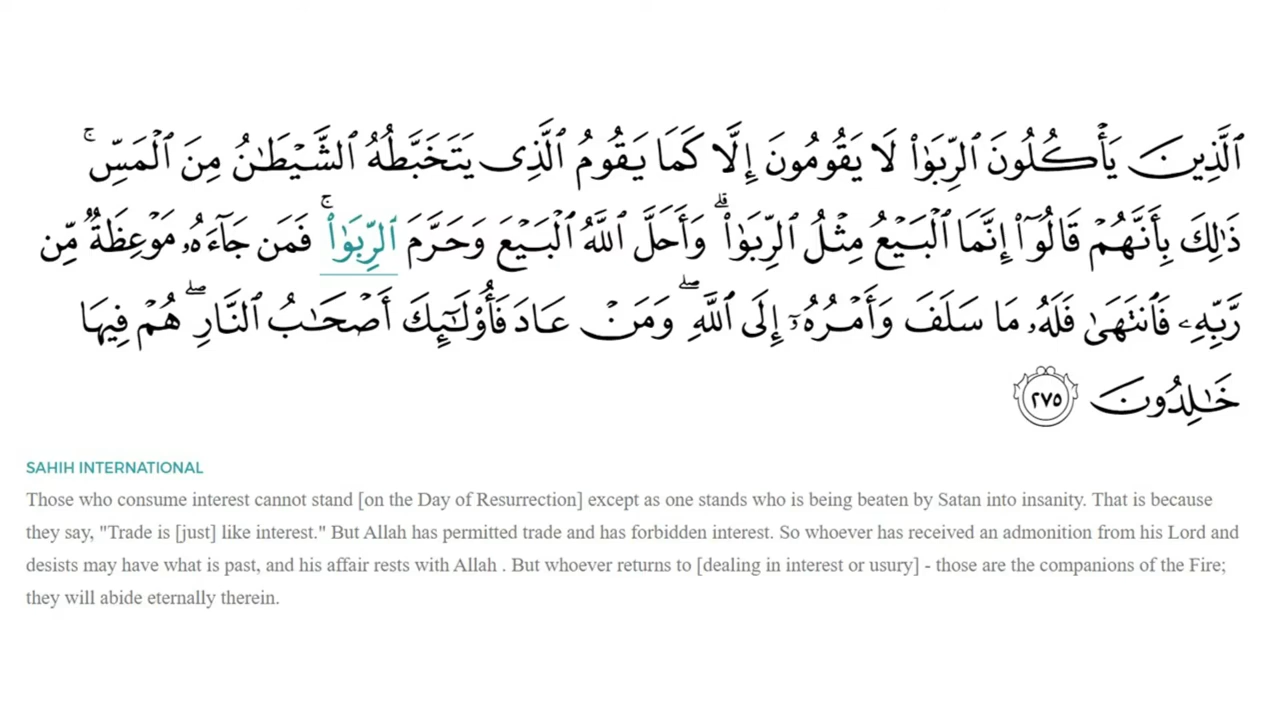 ٱلَّذِينَ يَأْكُلُونَ ٱلرِّبَوٰا۟ لَا يَقُومُونَ إِلَّا كَمَا يَقُومُ ٱلَّذِى يَتَخَبَّطُهُ ٱلشَّيْطَـٰنُ مِنَ ٱلْمَسِّ ۚ
ذَٰلِكَ بِأَنَّهُمْ قَالُوٓا۟ إِنَّمَا ٱلْبَيْعُ مِثْلُ ٱلرِّبَوٰا۟ ۗ وَأَحَلَّ ٱللَّهُ ٱلْبَيْعَ وَحَرَّمَ ٱلرِّبَوٰا۟ ۚ فَمَن جَآءَهُۥ مَوْعِظَةٌ مِّن
رَّبِّهِۦ فَٱنتَهَىٰ فَلَهُۥ مَا سَلَفَ وَأَمْرُهُۥٓ إِلَى ٱللَّهِ ۖ وَمَنْ عَادَ فَأُو۟لَـٰٓئِكَ أَصْحَـٰبُ ٱلنَّارِ ۖ هُمْ فِيهَا
خَـٰلِدُونَ ٢٧٥
SAHIH INTERNATIONAL
Those who consume interest cannot stand [on the Day of Resurrection] except as one stands who is being beaten by Satan into insanity. That is because
they say, "Trade is [just] like interest." But Allah has permitted trade and has forbidden interest. So whoever has received an admonition from his Lord and
desists may have what is past, and his affair rests with Allah . But whoever returns to [dealing in interest or usury] - those are the companions of the Fire;
they will abide eternally therein.